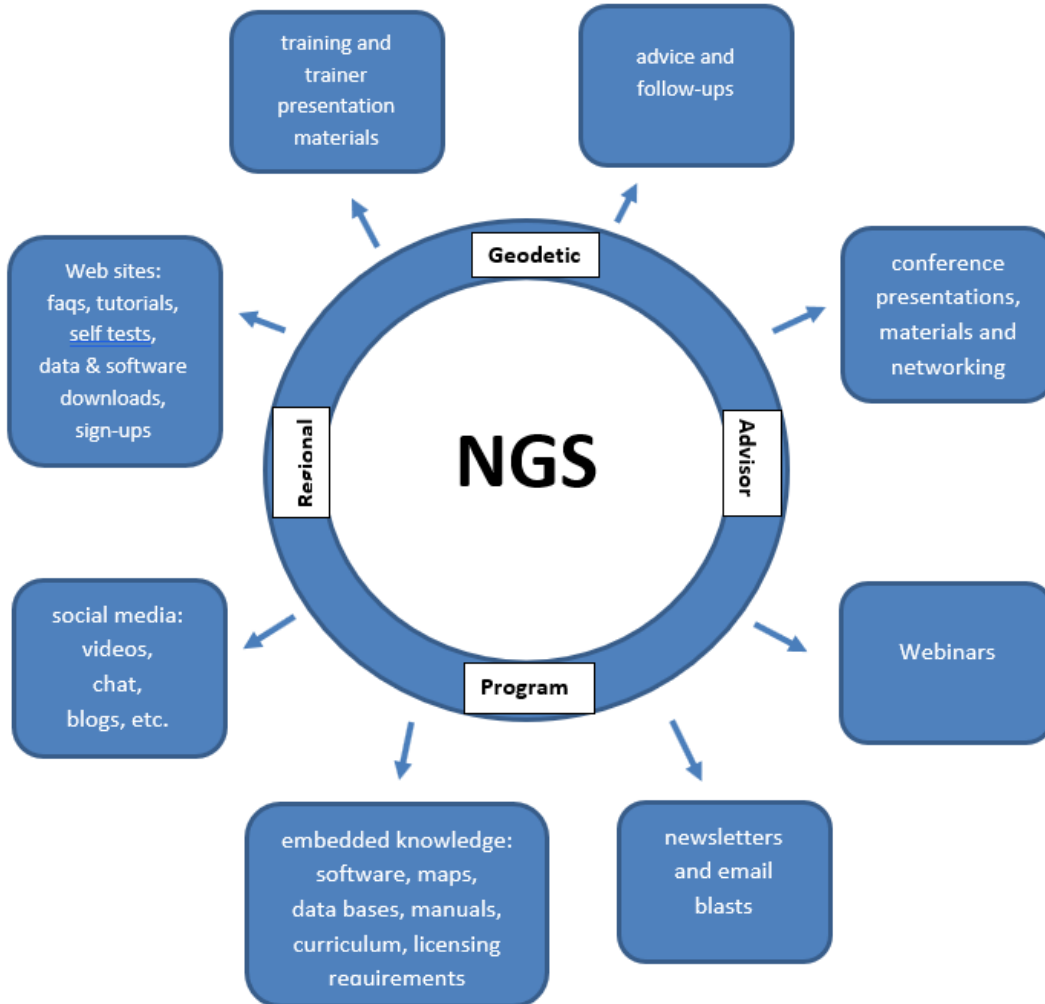 training and
trainer
presentation
materials
advice and
follow-ups
Geodetic
Web sites:
faqs, tutorials,
self tests,
data & software
downloads,
sign-ups
conference
presentations,
materials and
networking
Regional
NGS
Advisor
social media:
videos,
chat,
blogs, etc.
Webinars
Program
embedded knowledge:
software, maps,
data bases, manuals,
curriculum, licensing
requirements
newsletters
and email
blasts